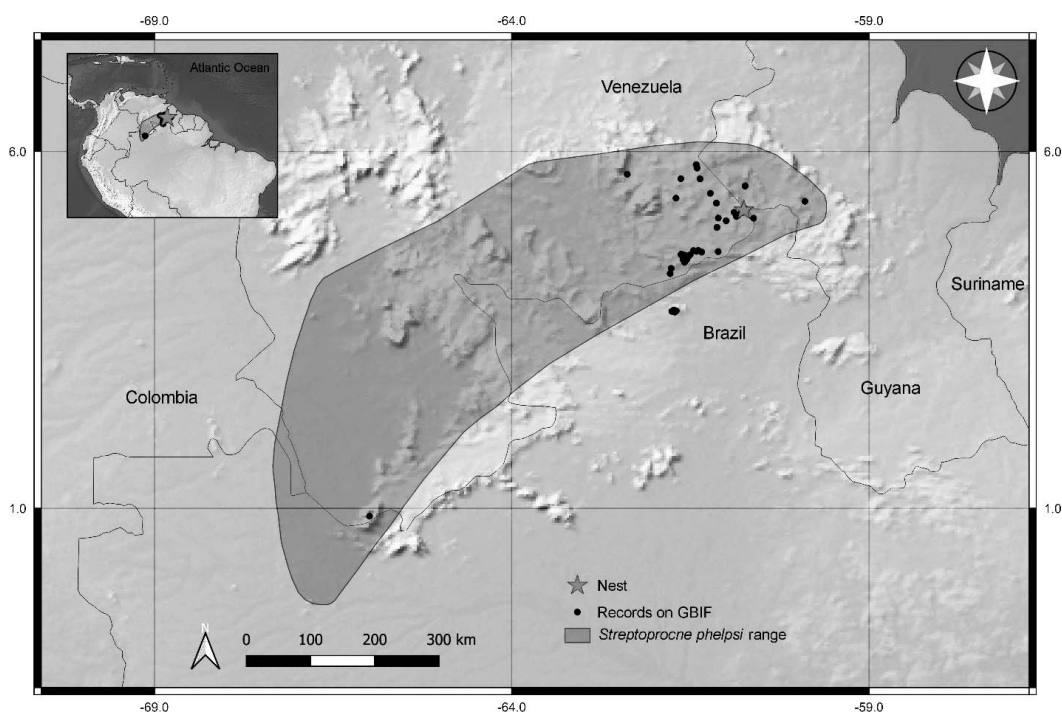 -69.0
-64.0
-59.0
Atlantic Ocean
Venezuela
6.0
6.0
Suriname
Brazil
Guyana
Colombia
1.0
1.0
Nest
Records on GBIF
Streptoprocne phelpsi range
N
0 100 200 300 km
-69.0
-64.0
-59.0